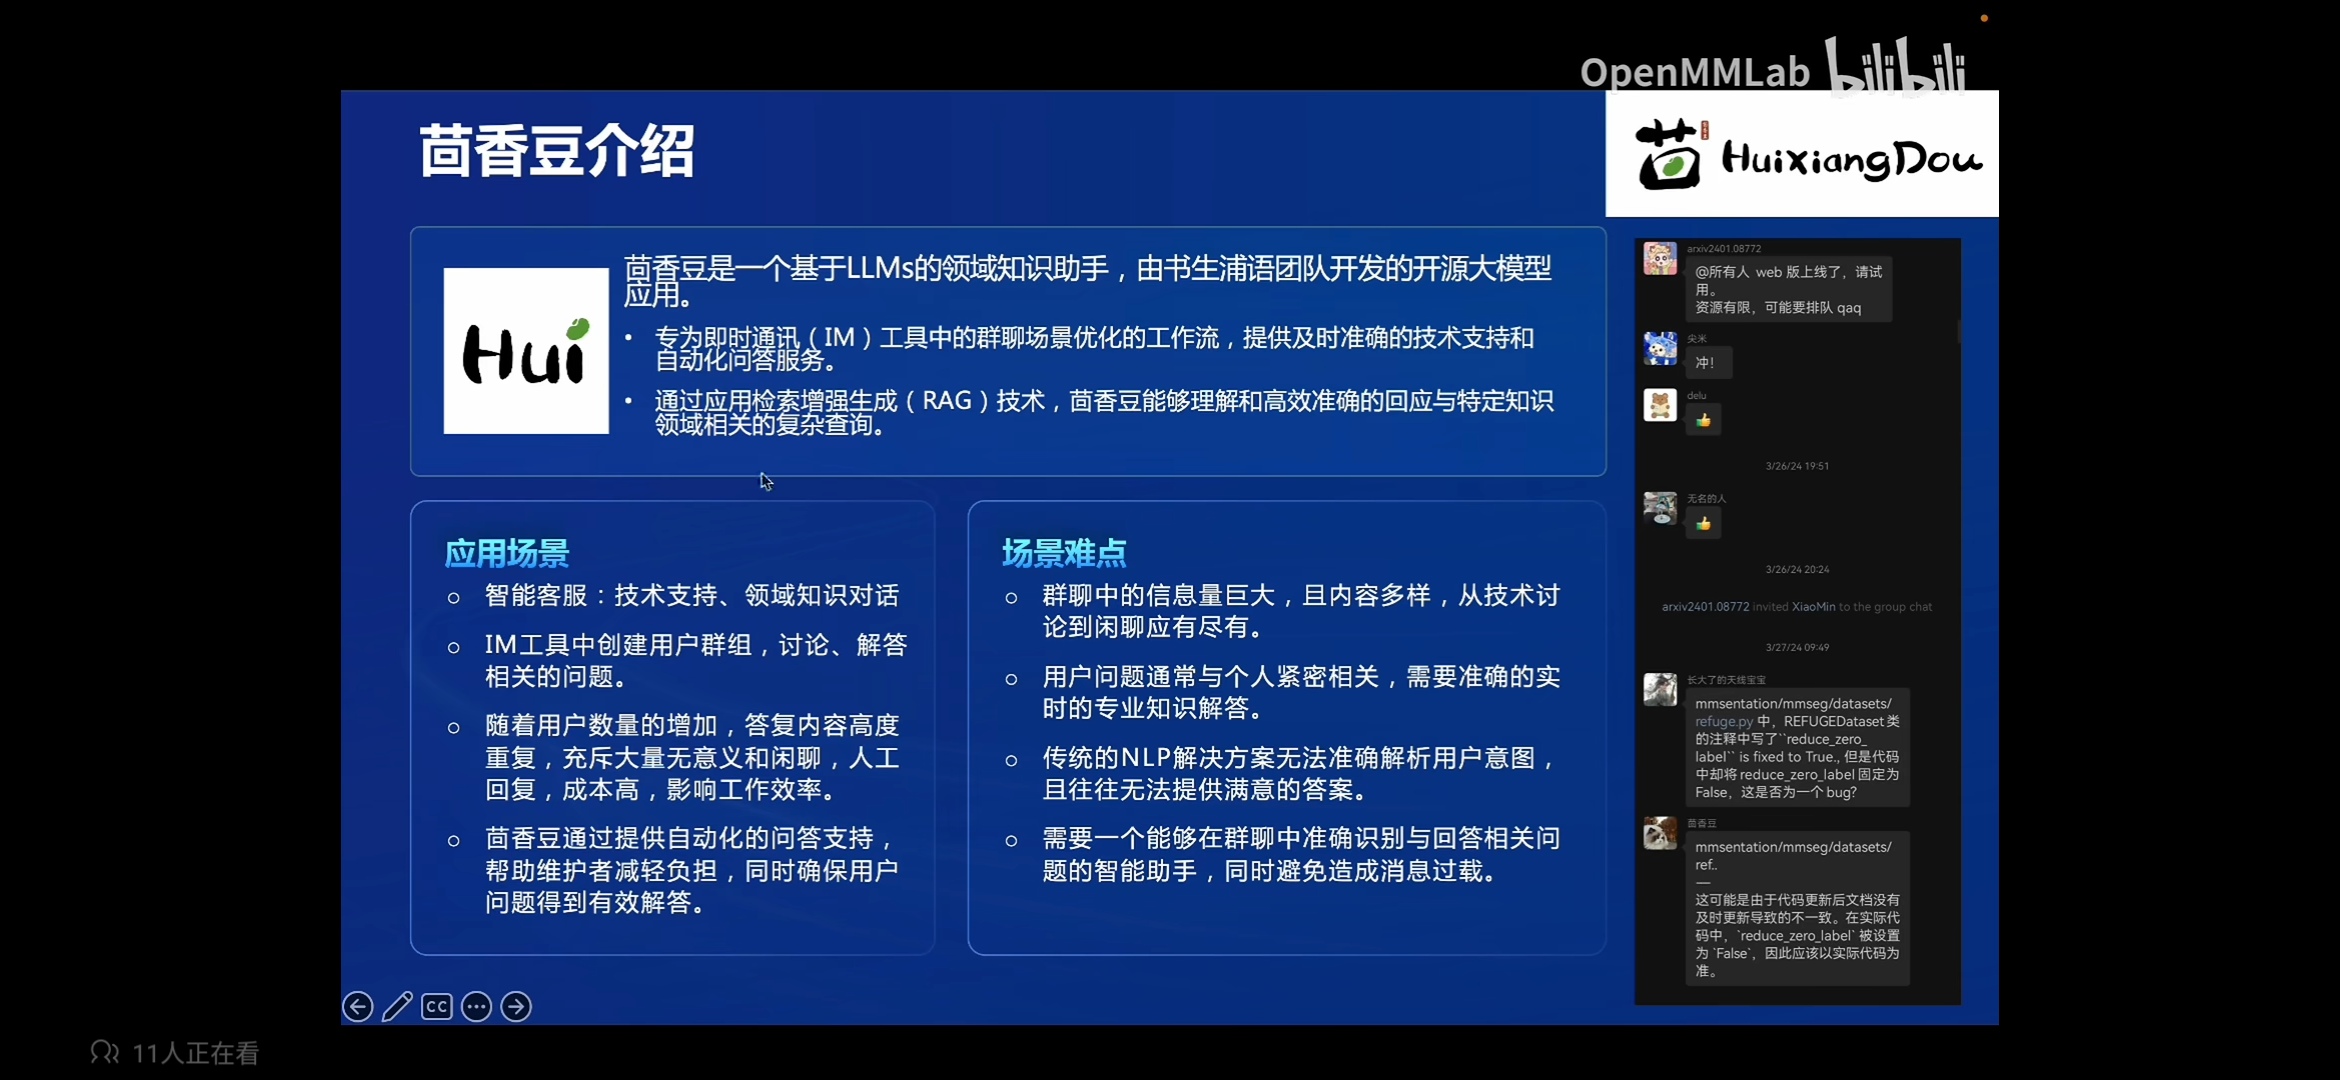 OpenMMLab bilibili
茴香豆介绍
茴 HuixiangDou
Hui
茴香豆是一个基于LLMs的领域知识助手，由书生浦语团队开发的开源大模型
应用。
• 专为即时通讯（IM）工具中的群聊场景优化的工作流，提供及时准确的技术支持和
自动化问答服务。
• 通过应用检索增强生成（RAG）技术，茴香豆能够理解和高效准确的回应与特定知识
领域相关的复杂查询。
应用场景
○ 智能客服：技术支持、领域知识对话
○ IM工具中创建用户群组，讨论、解答
相关的问题。
○ 随着用户数量的增加，答复内容高度
重复，充斥大量无意义和闲聊，人工
回复，成本高，影响工作效率。
○ 茴香豆通过提供自动化的问答支持，
帮助维护者减轻负担，同时确保用户
问题得到有效解答。
场景难点
○ 群聊中的信息量巨大，且内容多样，从技术讨
论到闲聊应有尽有。
○ 用户问题通常与个人紧密相关，需要准确的实
时的专业知识解答。
○ 传统的NLP解决方案无法准确解析用户意图，
且往往无法提供满意的答案。
○ 需要一个能够在群聊中准确识别与回答相关问
题的智能助手，同时避免造成消息过载。
arxiv2401.08772
@所有人 web 版上线了，请试
用。
资源有限，可能要排队 qaq
尖米
冲！
delu
👍
3/26/24 19:51
无名的人
👍
3/26/24 20:24
arxiv2401.08772 invited XiaoMin to the group chat
3/27/24 09:49
长大了的天线宝宝
mmsentation/mmseg/datasets/
refuge.py 中，REFUGEDataset 类
的注释中写了``reduce_zero_
label`` is fixed to True., 但是代码
中却将 reduce_zero_label 固定为
False，这是否为一个 bug？
茴香豆
mmsentation/mmseg/datasets/
ref..
—
这可能是由于代码更新后文档没有
及时更新导致的不一致。在实际代
码中，`reduce_zero_label` 被设置
为 `False`，因此应该以实际代码为
准。
CC
11人正在看